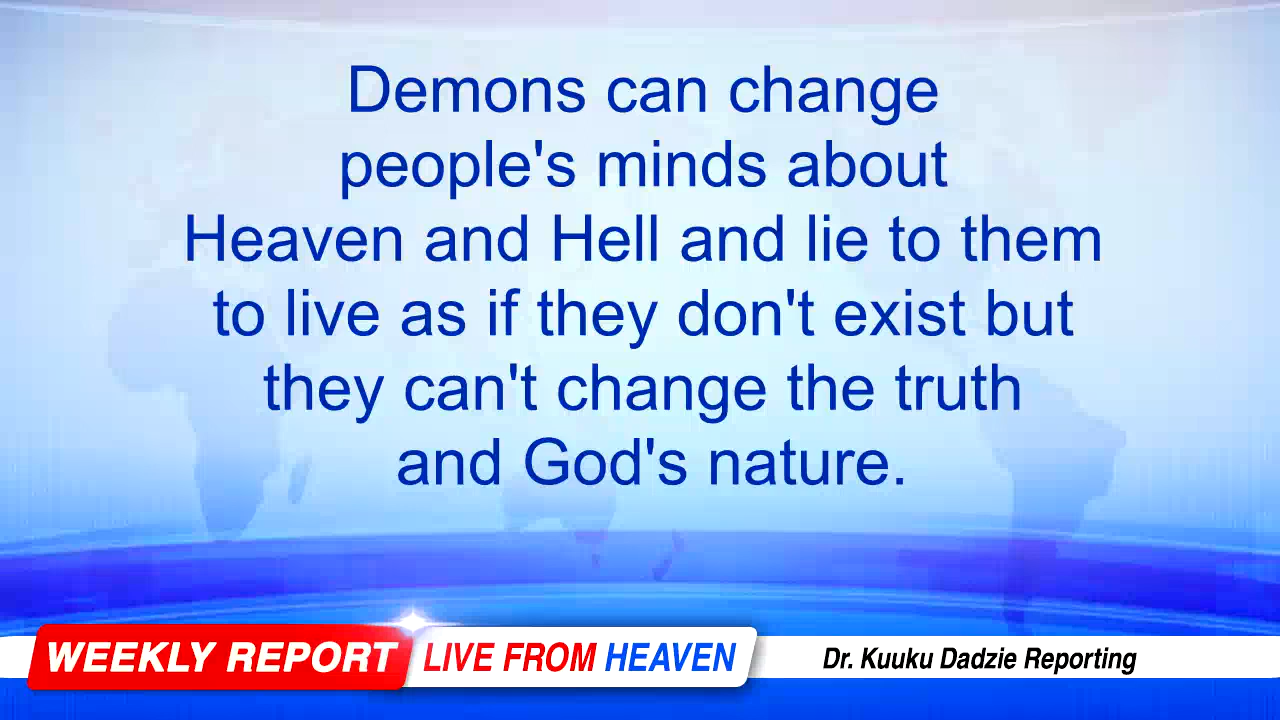 Demons can change
people's minds about
Heaven and Hell and lie to them
to live as if they don't exist but
they can't change the truth
and God's nature.
WEEKLY REPORT LIVE FROM HEAVEN Dr. Kuuku Dadzie Reporting